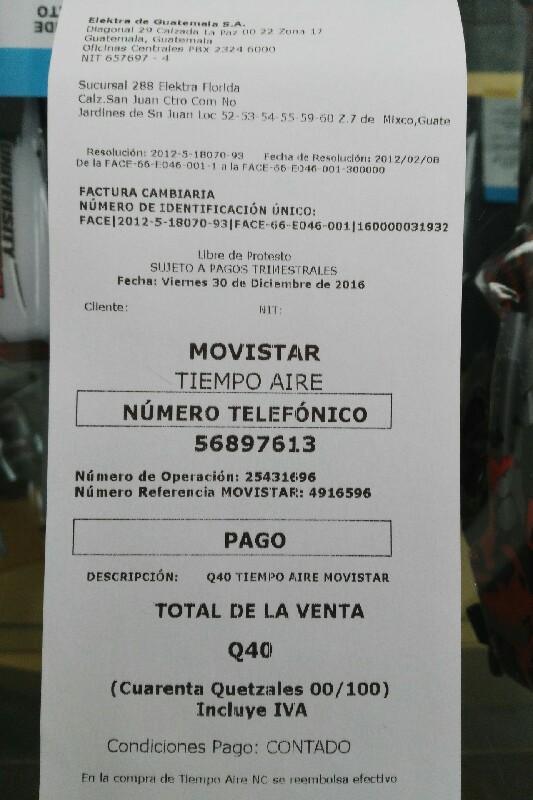 Elektra de Guatemala S.A.
Diagonal 29 Calzada La Paz 00 22 Zona 17
Guatemala, Guatemala
Oficinas Centrales PBX 2324 6000
NIT 657697 - 4
Sucursal 288 Elektra Florida
Calz.San Juan Ctro Com No
Jardines de Sn Juan Loc 52-53-54-55-59-60 Z.7 de Mixco,Guate
Resolución: 2012-5-18070-93 Fecha de Resolución: 2012/02/08
De la FACE-66-E046-001-1 a la FACE-66-E046-001-300000
FACTURA CAMBIARIA
NÚMERO DE IDENTIFICACIÓN ÚNICO:
FACE|2012-5-18070-93|FACE-66-E046-001|160000031932
Libre de Protesto
SUJETO A PAGOS TRIMESTRALES
Fecha: Viernes 30 de Diciembre de 2016
Cliente: NIT:
MOVISTAR
TIEMPO AIRE
NÚMERO TELEFÓNICO
56897613
Número de Operación: 25431696
Número Referencia MOVISTAR: 4916596
PAGO
DESCRIPCIÓN: Q40 TIEMPO AIRE MOVISTAR
TOTAL DE LA VENTA
Q40
(Cuarenta Quetzales 00/100)
Incluye IVA
Condiciones Pago: CONTADO
En la compra de Tiempo Aire NC se reembolsa efectivo